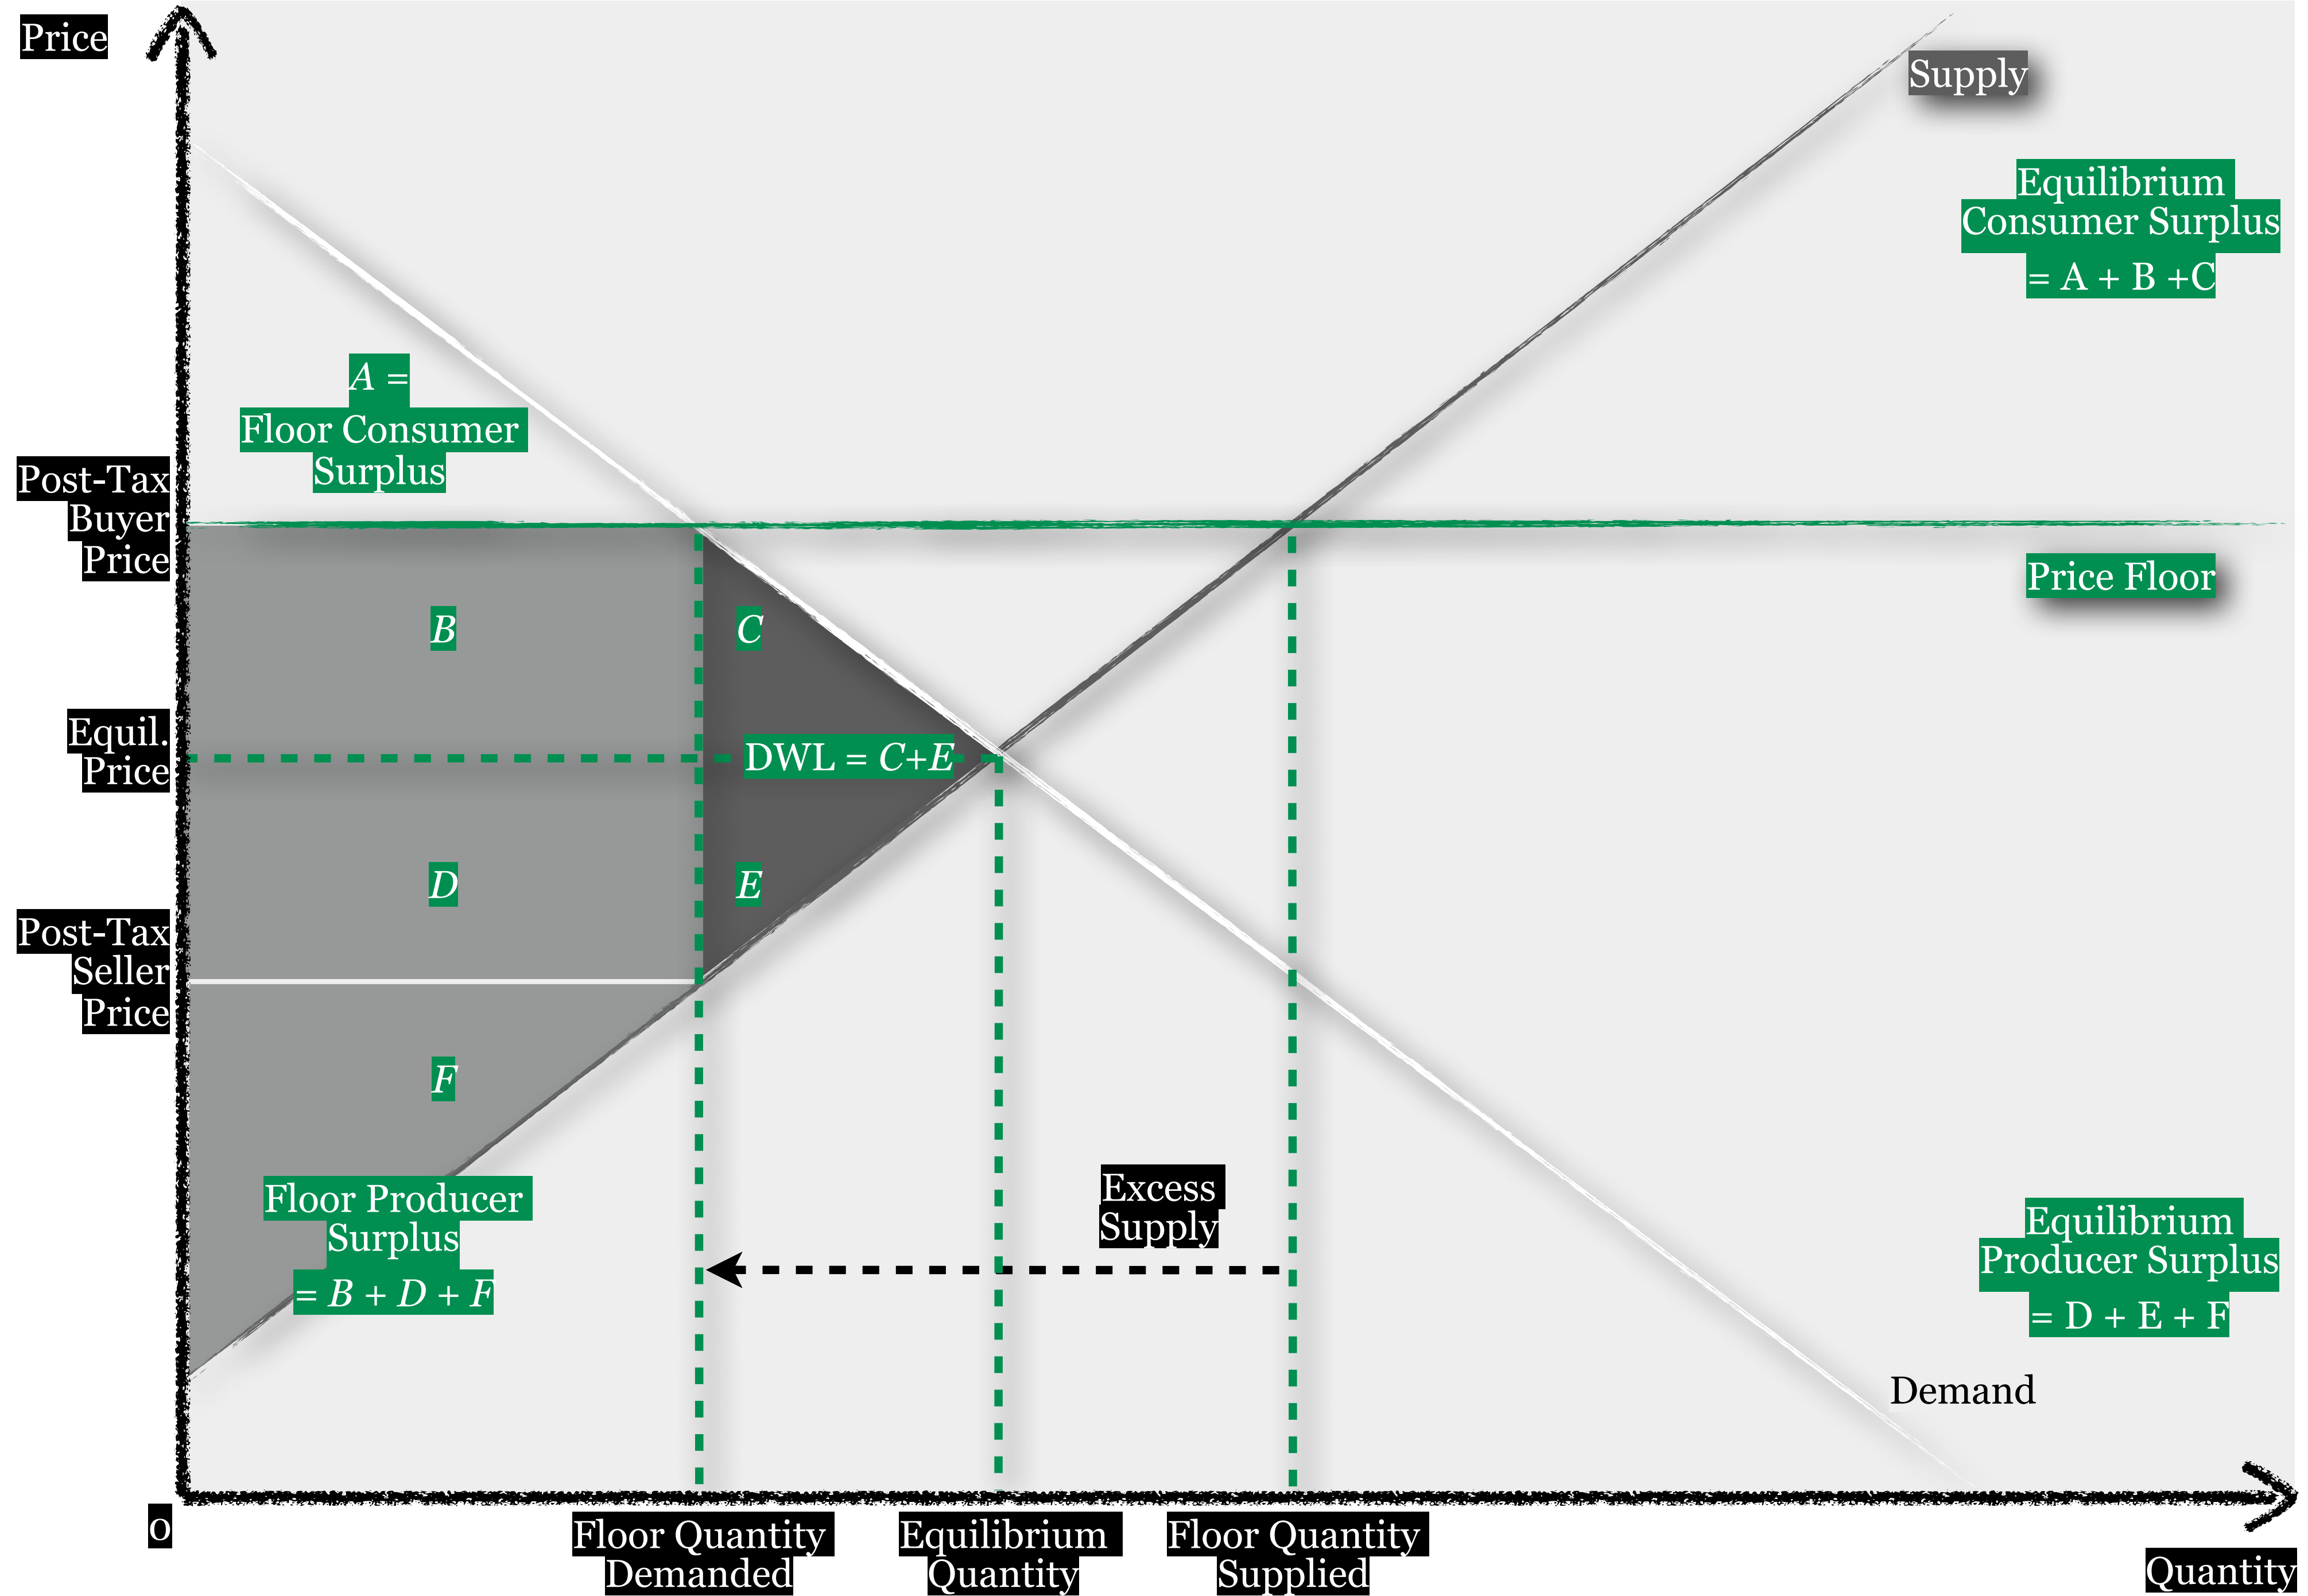 Price
Supply
Equilibrium
Consumer Surplus
= A + B +C
A =
Floor Consumer
Surplus
Post-Tax
Buyer
Price
Price Floor
B
C
Equil.
Price
DWL = C+E
D
E
Post-Tax
Seller
Price
F
Floor Producer
Surplus
= B + D + F
Excess
Supply
Equilibrium
Producer Surplus
= D + E + F
Demand
0
Floor Quantity
Demanded
Equilibrium
Quantity
Floor Quantity
Supplied
Quantity